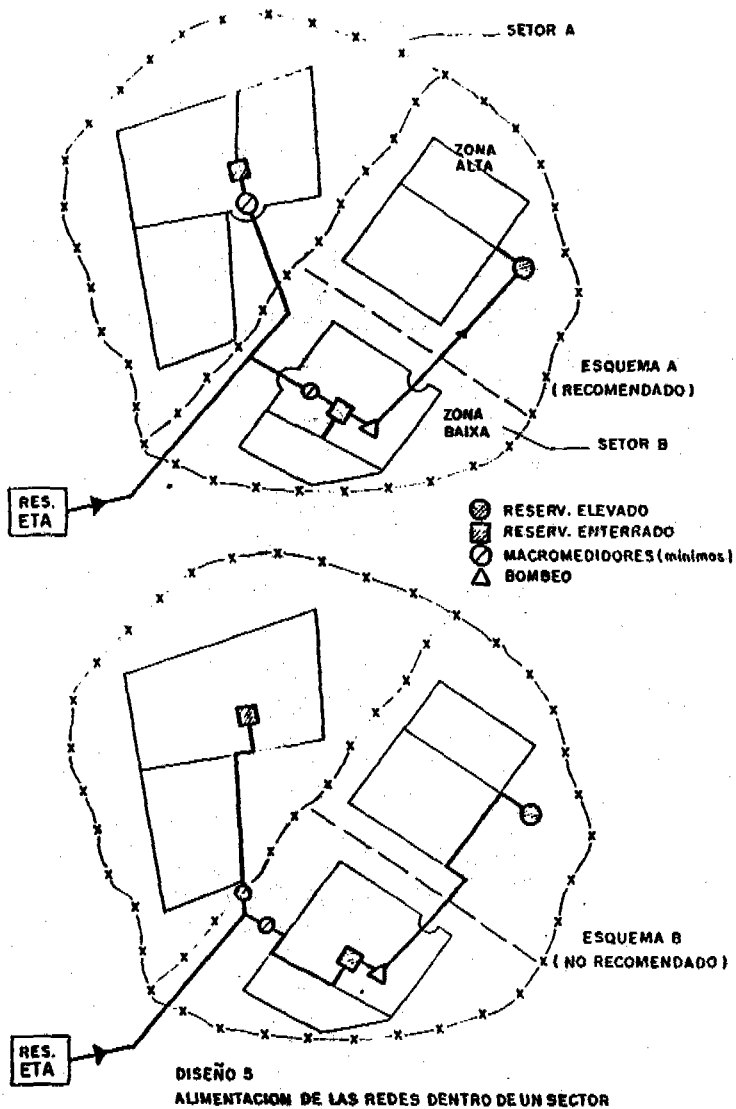 SETOR A
ZONA
ALTA
ESQUEMA A
(RECOMENDADO)
ZONA
BAIXA
SETOR B
RES.
ETA
RESERV. ELEVADO
RESERV. ENTERRADO
MACROMEDIDORES (mínimos)
BOMBEO
ESQUEMA B
(NO RECOMENDADO)
RES.
ETA
DISEÑO 5
ALIMENTACION DE LAS REDES DENTRO DE UN SECTOR